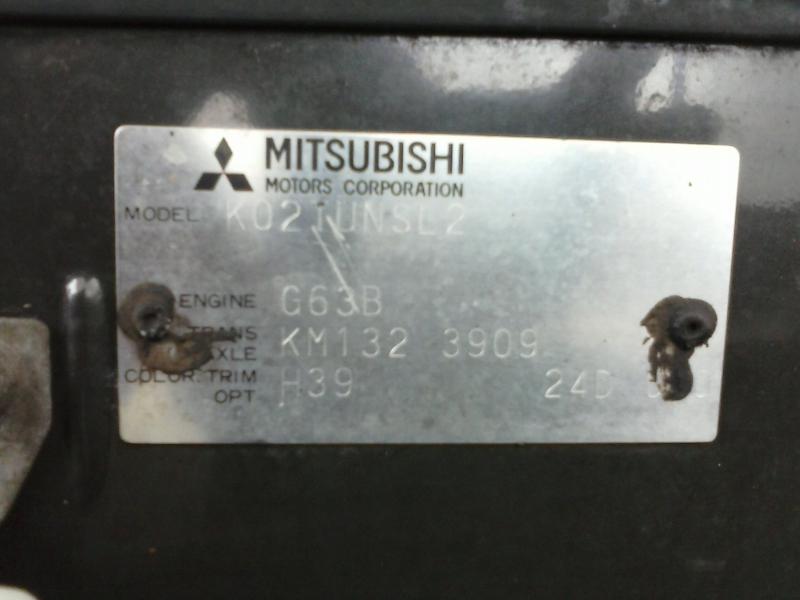 MITSUBISHI
MOTORS CORPORATION
MODEL K021UNSL2
ENGINE G63B
TRANS
AXLE KM132 3909
COLOR. TRIM
OPT H39 24D